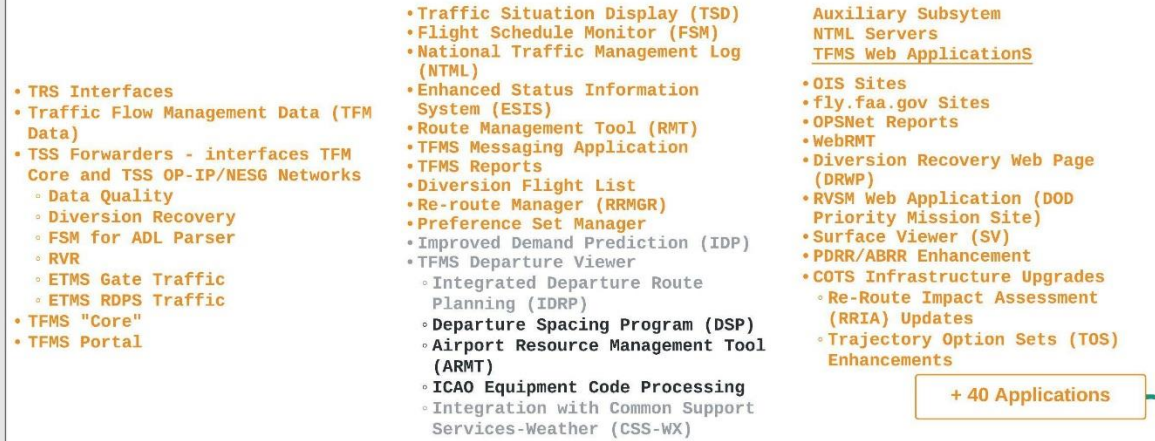 • TRS Interfaces
• Traffic Flow Management Data (TFM
Data)
• TSS Forwarders - interfaces TFM
Core and TSS OP-IP/NESG Networks
◦ Data Quality
◦ Diversion Recovery
◦ FSM for ADL Parser
◦ RVR
◦ ETMS Gate Traffic
◦ ETMS RDPS Traffic
• TFMS "Core"
• TFMS Portal
• Traffic Situation Display (TSD)
• Flight Schedule Monitor (FSM)
• National Traffic Management Log
(NTML)
• Enhanced Status Information
System (ESIS)
• Route Management Tool (RMT)
• TFMS Messaging Application
• TFMS Reports
• Diversion Flight List
• Re-route Manager (RRMGR)
• Preference Set Manager
• Improved Demand Prediction (IDP)
• TFMS Departure Viewer
◦ Integrated Departure Route
Planning (IDRP)
◦ Departure Spacing Program (DSP)
◦ Airport Resource Management Tool
(ARMT)
◦ ICAO Equipment Code Processing
◦ Integration with Common Support
Services-Weather (CSS-WX)
Auxiliary Subsytem
NTML Servers
TFMS Web ApplicationS
• OIS Sites
• fly.faa.gov Sites
• OPSNet Reports
• WebRMT
• Diversion Recovery Web Page
(DRWP)
• RVSM Web Application (DOD
Priority Mission Site)
• Surface Viewer (SV)
• PDRR/ABRR Enhancement
• COTS Infrastructure Upgrades
◦ Re-Route Impact Assessment
(RRIA) Updates
◦ Trajectory Option Sets (TOS)
Enhancements
+ 40 Applications